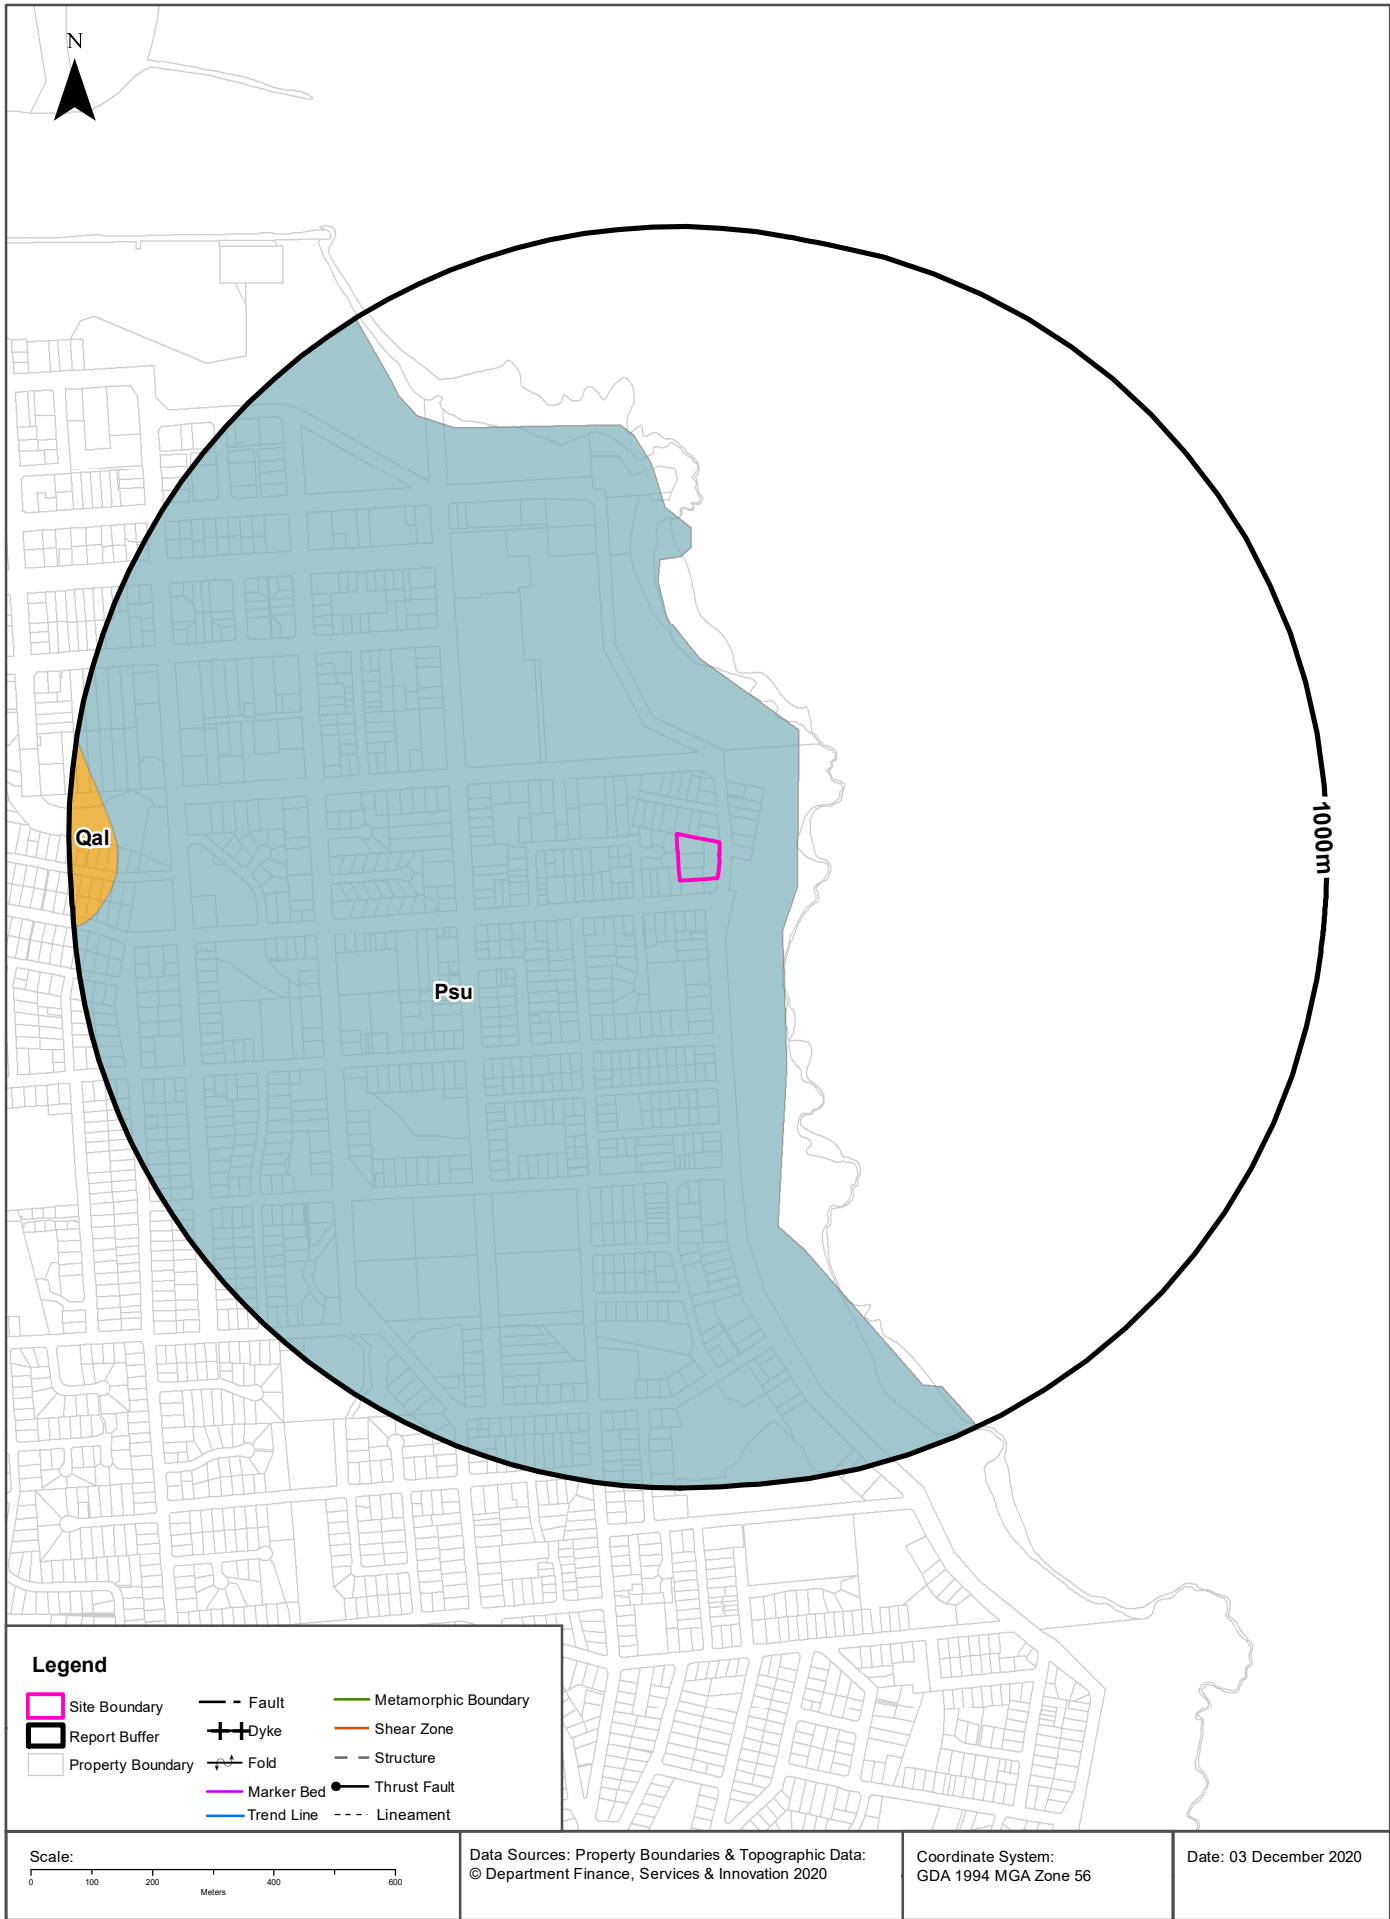 N
1000m
Qal
Psu
Legend
Site Boundary
Report Buffer
Property Boundary
Fault
Dyke
Fold
Marker Bed
Trend Line
Metamorphic Boundary
Shear Zone
Structure
Thrust Fault
Lineament
Scale:
0 100 200 400 600
Meters
Data Sources: Property Boundaries & Topographic Data:
© Department Finance, Services & Innovation 2020
Coordinate System:
GDA 1994 MGA Zone 56
Date: 03 December 2020